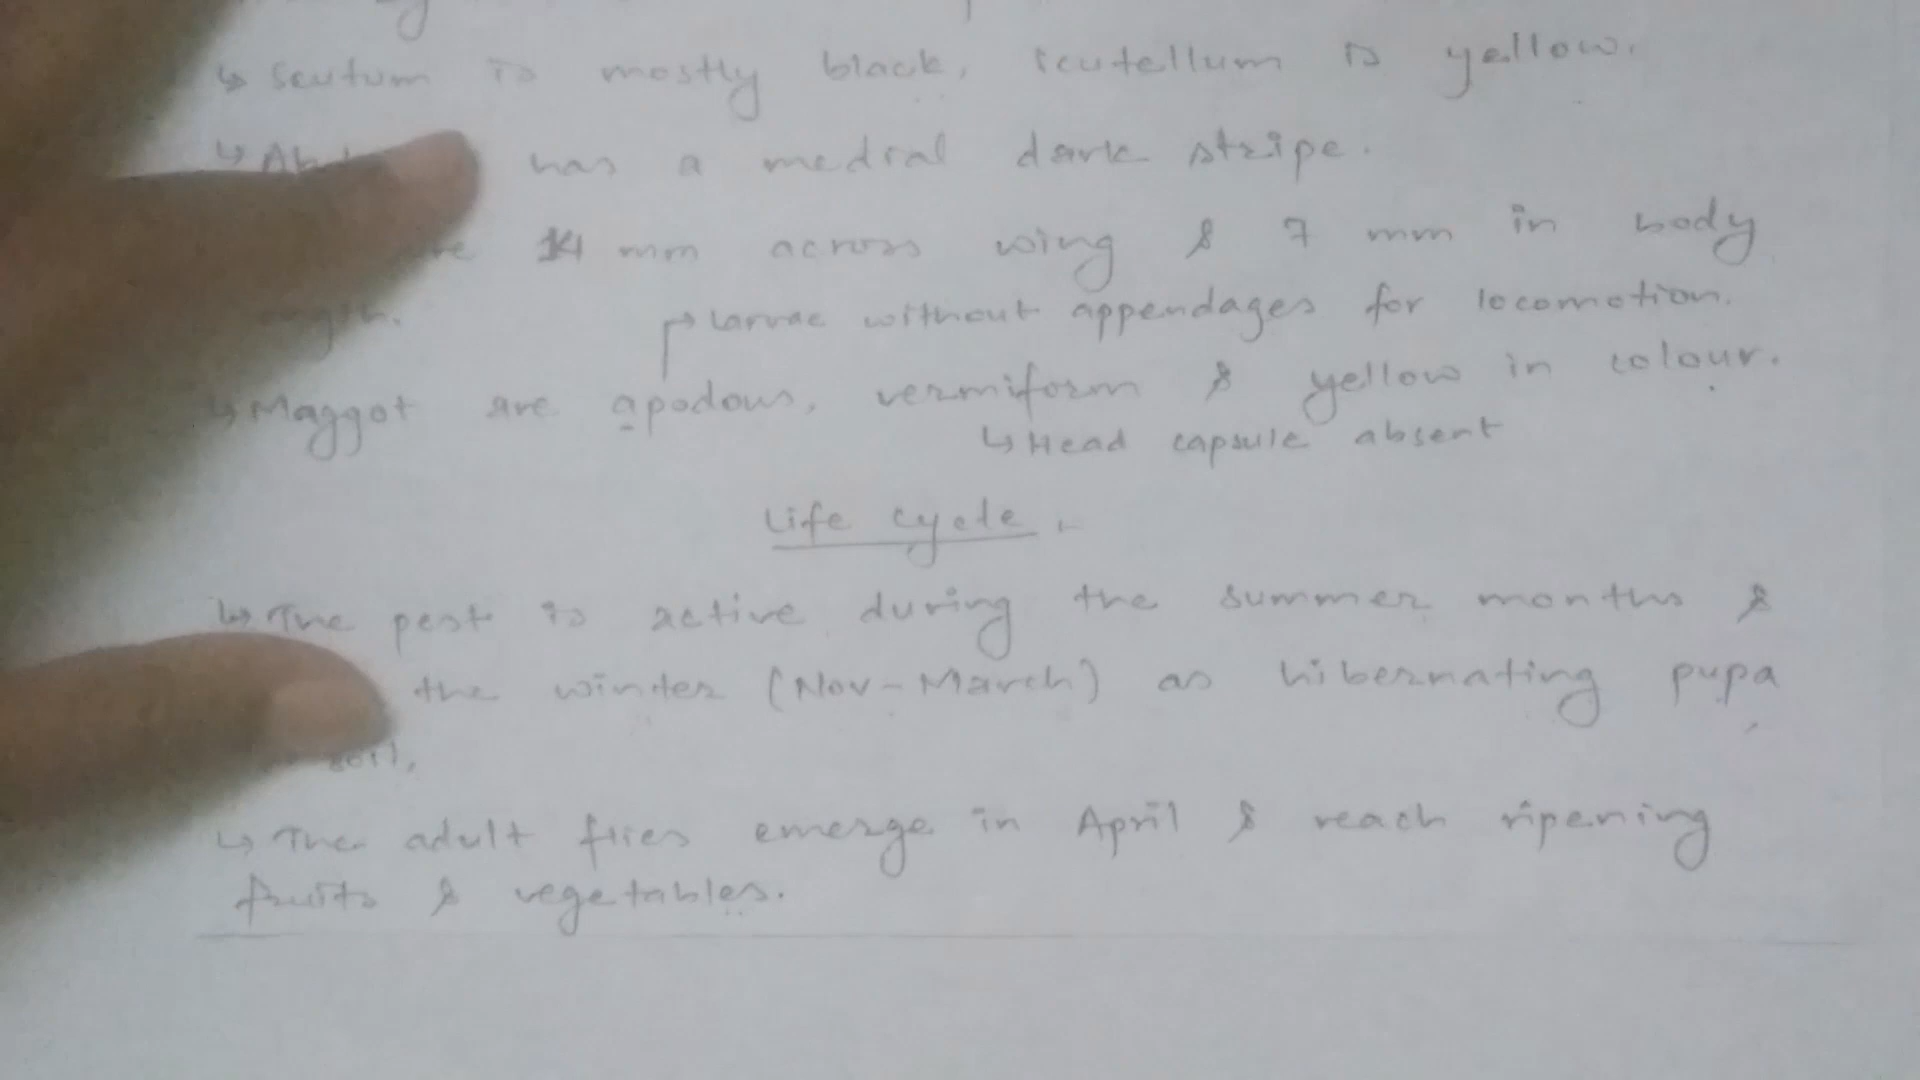 ↳ Scutum is mostly black, scutellum is yellow.
↳ has a medial dark stripe.
14 mm across wing & 7 mm in body
→ Larvae without appendages for locomotion.
↳ Maggot are apodous, vermiform & yellow in colour.
↳ Head capsule absent
Life cycle.
↳ The pest is active during the summer months &
the winter (Nov-March) as hibernating pupa
soil.
↳ The adult flies emerge in April & reach ripening
fruits & vegetables.